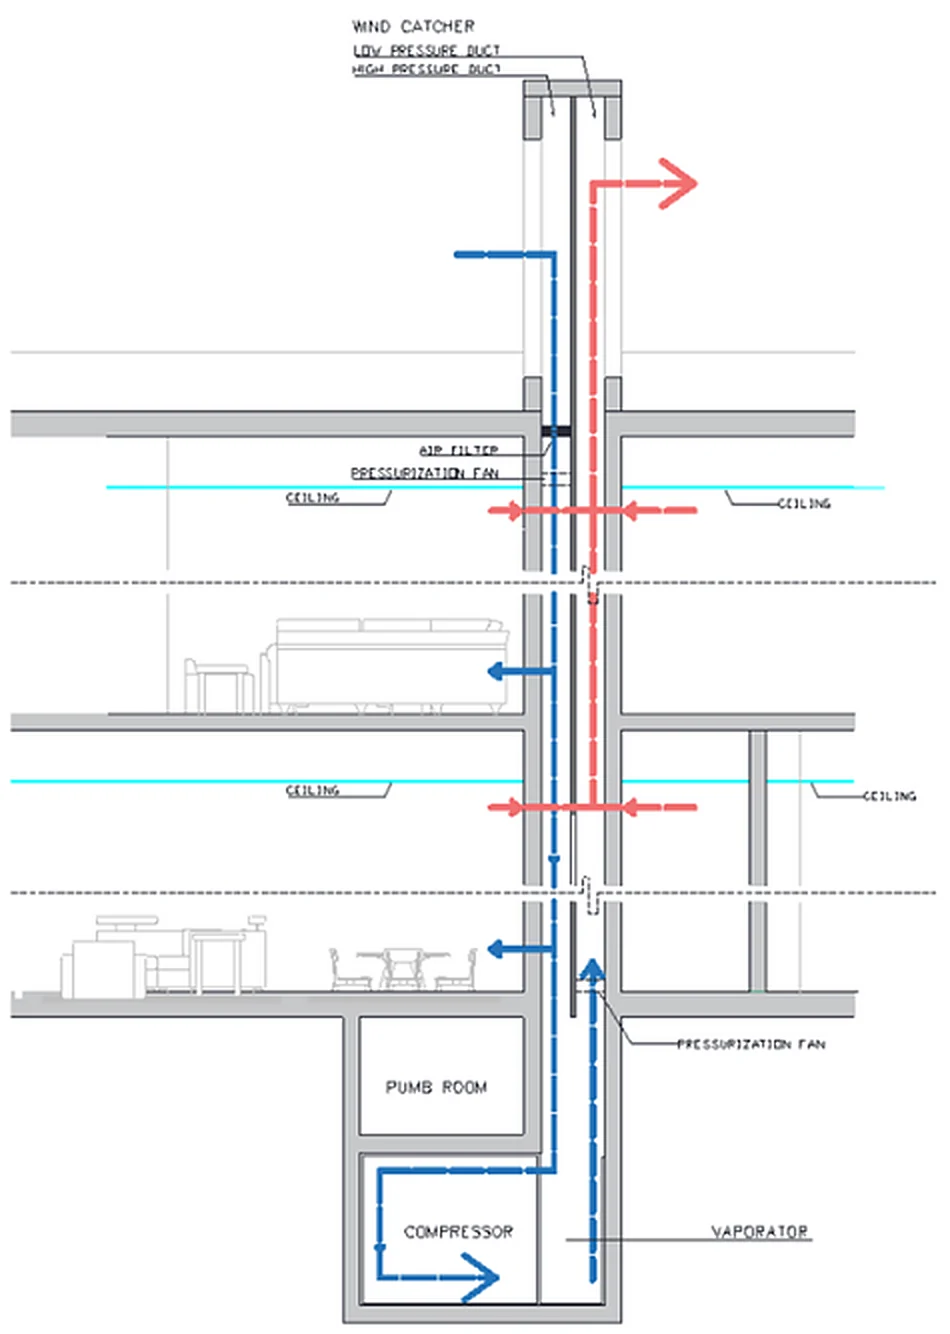 WIND CATCHER
LOW PRESSURE DUCT
HIGH PRESSURE DUCT
AIR FILTER
PRESSURIZATION FAN
CEILING
CEILING
CEILING
CEILING
PRESSURIZATION FAN
PUMB ROOM
COMPRESSOR
VAPORATOR